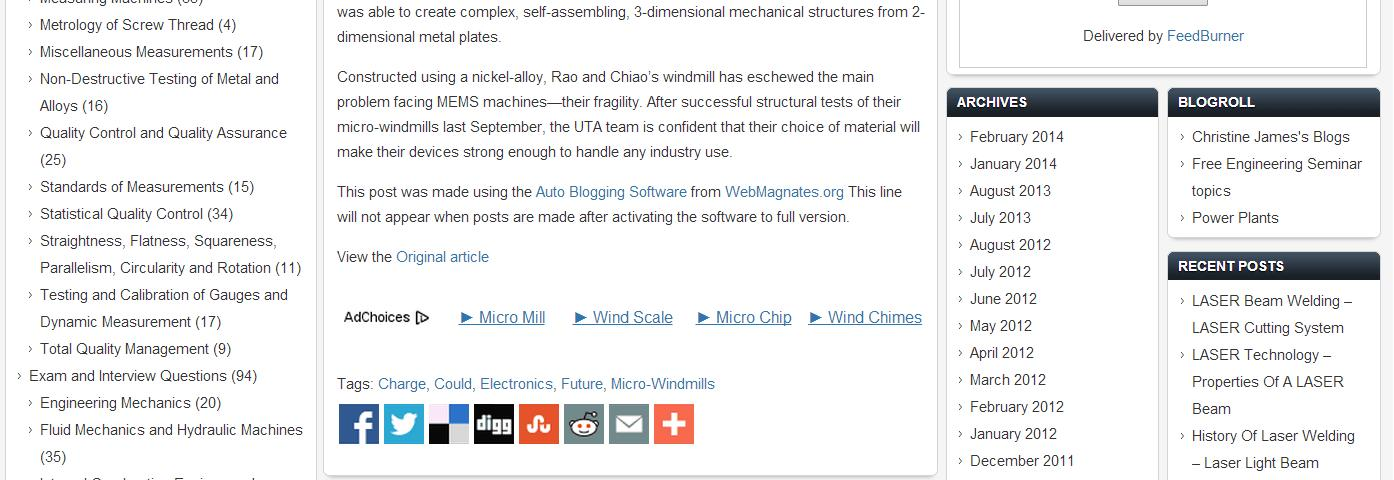 Measuring Machines
Metrology of Screw Thread (4)
Miscellaneous Measurements (17)
Non-Destructive Testing of Metal and
Alloys (16)
Quality Control and Quality Assurance
(25)
Standards of Measurements (15)
Statistical Quality Control (34)
Straightness, Flatness, Squareness,
Parallelism, Circularity and Rotation (11)
Testing and Calibration of Gauges and
Dynamic Measurement (17)
Total Quality Management (9)
Exam and Interview Questions (94)
Engineering Mechanics (20)
Fluid Mechanics and Hydraulic Machines
(35)
was able to create complex, self-assembling, 3-dimensional mechanical structures from 2-
dimensional metal plates.
Constructed using a nickel-alloy, Rao and Chiao's windmill has eschewed the main
problem facing MEMS machines—their fragility. After successful structural tests of their
micro-windmills last September, the UTA team is confident that their choice of material will
make their devices strong enough to handle any industry use.
This post was made using the Auto Blogging Software from WebMagnates.org This line
will not appear when posts are made after activating the software to full version.
View the Original article
AdChoices ► Micro Mill ► Wind Scale ► Micro Chip ► Wind Chimes
Tags: Charge, Could, Electronics, Future, Micro-Windmills
digg
Delivered by FeedBurner
ARCHIVES
February 2014
January 2014
August 2013
July 2013
August 2012
July 2012
June 2012
May 2012
April 2012
March 2012
February 2012
January 2012
December 2011
BLOGROLL
Christine James's Blogs
Free Engineering Seminar
topics
Power Plants
RECENT POSTS
LASER Beam Welding –
LASER Cutting System
LASER Technology –
Properties Of A LASER
Beam
History Of Laser Welding
– Laser Light Beam